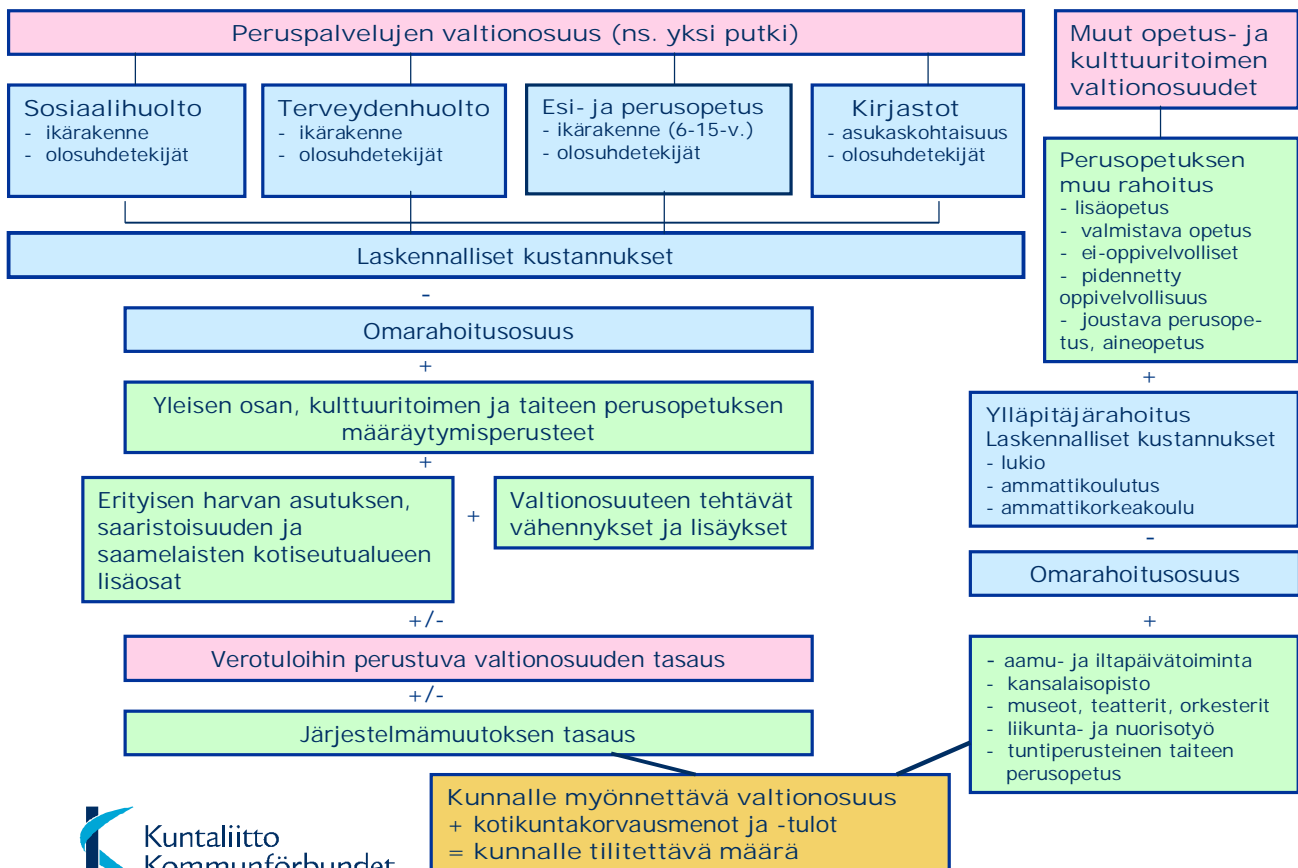 Peruspalvelujen valtionosuus (ns. yksi putki)
Sosiaalihuolto
- ikärakenne
- olosuhdetekijät
Terveydenhuolto
- ikärakenne
- olosuhdetekijät
Esi- ja perusopetus
- ikärakenne (6-15-v.)
- olosuhdetekijät
Kirjastot
- asukaskohtaisuus
- olosuhdetekijät
Laskennalliset kustannukset
-
Omarahoitusosuus
+
Yleisen osan, kulttuuritoimen ja taiteen perusopetuksen
määräytymisperusteet
+
Erityisen harvan asutuksen,
saaristoisuuden ja
saamelaisten kotiseutualueen
lisäosat
+
Valtionosuuteen tehtävät
vähennykset ja lisäykset
+/-
Verotuloihin perustuva valtionosuuden tasaus
+/-
Järjestelmämuutoksen tasaus
Muut opetus- ja
kulttuuritoimen
valtionosuudet
Perusopetuksen
muu rahoitus
- lisäopetus
- valmistava opetus
- ei-oppivelvolliset
- pidennetty
oppivelvollisuus
- joustava perusope-
tus, aineopetus
+
Ylläpitäjärahoitus
Laskennalliset kustannukset
- lukio
- ammattikoulutus
- ammattikorkeakoulu
-
Omarahoitusosuus
+
- aamu- ja iltapäivätoiminta
- kansalaisopisto
- museot, teatterit, orkesterit
- liikunta- ja nuorisotyö
- tuntiperusteinen taiteen
perusopetus
Kunnalle myönnettävä valtionosuus
+ kotikuntakorvausmenot ja -tulot
= kunnalle tilitettävä määrä
Kuntaliitto
Kommunförbundet